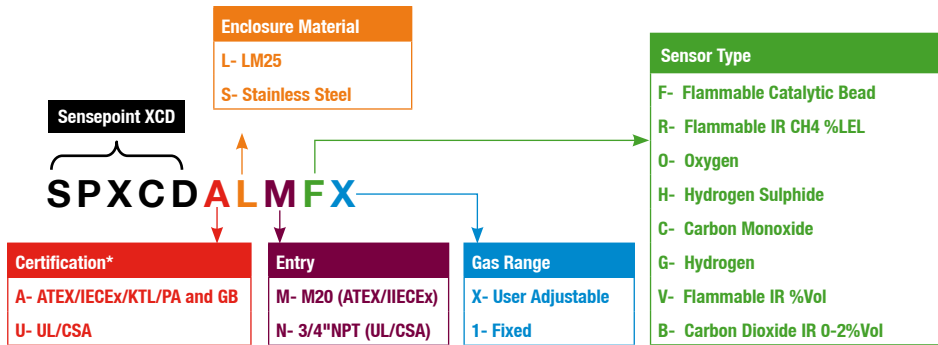 Enclosure Material
L- LM25
S- Stainless Steel
Sensepoint XCD
SPXCDALMFX
Certification*
A- ATEX/IECEx/KTL/PA and GB
U- UL/CSA
Entry
M- M20 (ATEX/IIECEx)
N- 3/4"NPT (UL/CSA)
Gas Range
X- User Adjustable
1- Fixed
Sensor Type
F- Flammable Catalytic Bead
R- Flammable IR CH4 %LEL
O- Oxygen
H- Hydrogen Sulphide
C- Carbon Monoxide
G- Hydrogen
V- Flammable IR %Vol
B- Carbon Dioxide IR 0-2%Vol